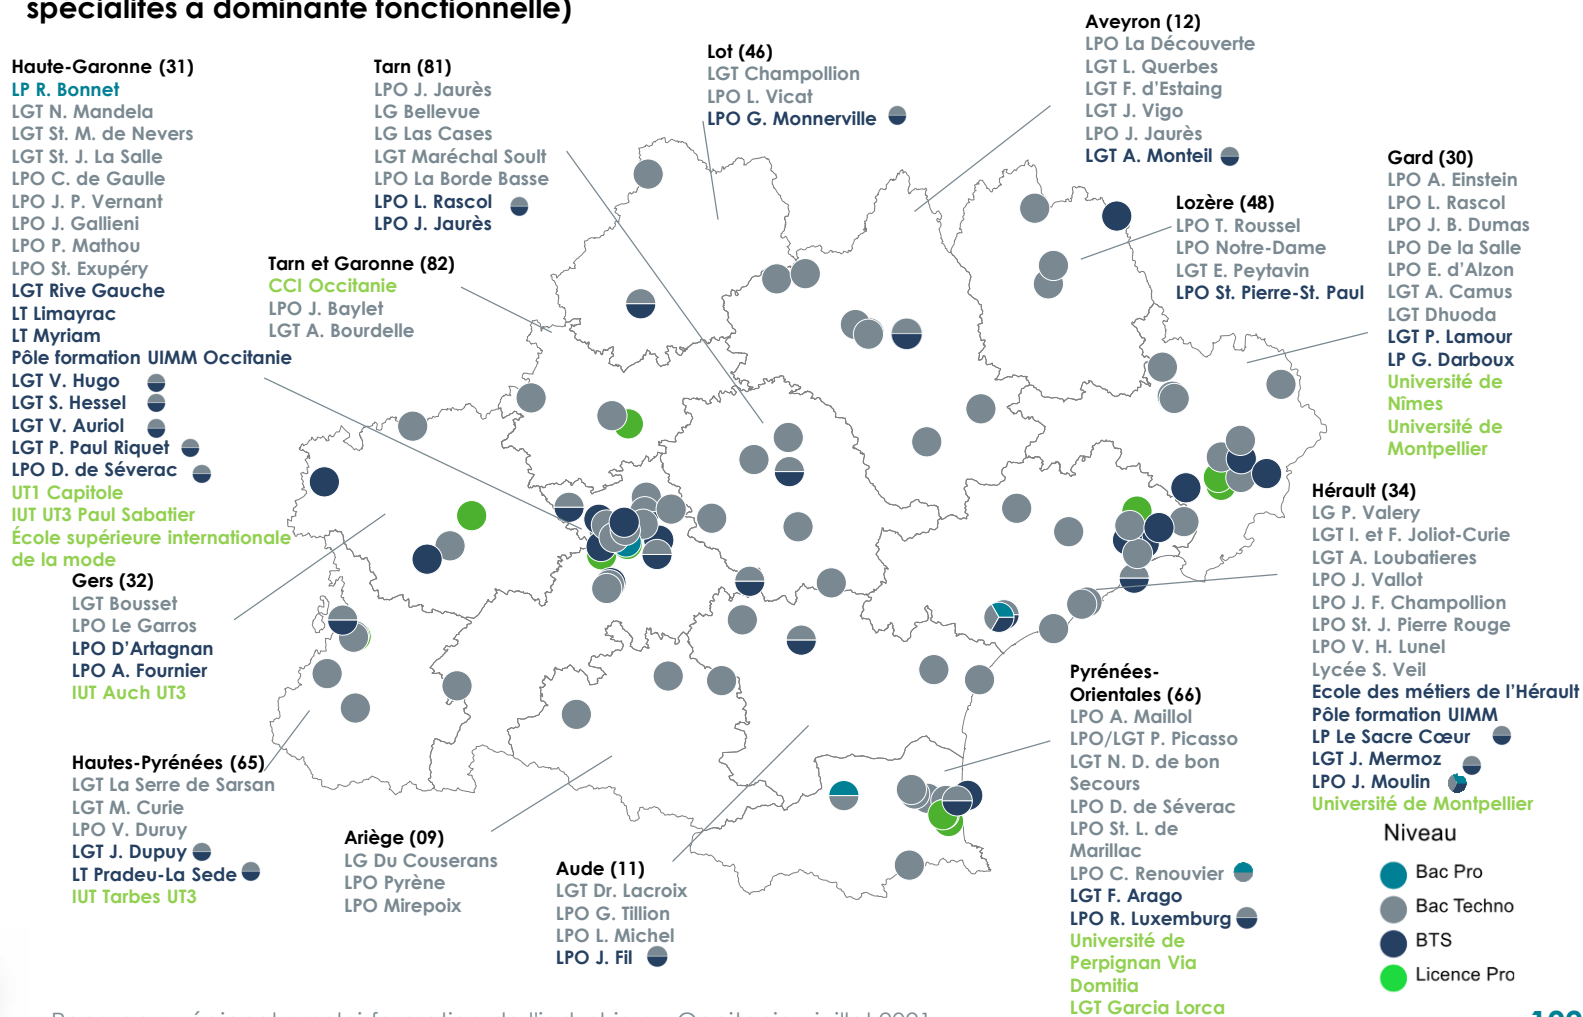 spécialités à dominante fonctionnelle)
Haute-Garonne (31)
LP R. Bonnet
LGT N. Mandela
LGT St. M. de Nevers
LGT St. J. La Salle
LPO C. de Gaulle
LPO J. P. Vernant
LPO J. Gallieni
LPO P. Mathou
LPO St. Exupéry
LGT Rive Gauche
LT Limayrac
LT Myriam
Pôle formation UIMM Occitanie
LGT V. Hugo
LGT S. Hessel
LGT V. Auriol
LGT P. Paul Riquet
LPO D. de Séverac
UT1 Capitole
IUT UT3 Paul Sabatier
École supérieure internationale
de la mode
Tarn (81)
LPO J. Jaurès
LG Bellevue
LG Las Cases
LGT Maréchal Soult
LPO La Borde Basse
LPO L. Rascol
LPO J. Jaurès
Tarn et Garonne (82)
CCI Occitanie
LPO J. Baylet
LGT A. Bourdelle
Lot (46)
LGT Champollion
LPO L. Vicat
LPO G. Monnerville
Aveyron (12)
LPO La Découverte
LGT L. Querbes
LGT F. d'Estaing
LGT J. Vigo
LPO J. Jaurès
LGT A. Monteil
Lozère (48)
LPO T. Roussel
LPO Notre-Dame
LGT E. Peytavin
LPO St. Pierre-St. Paul
Gard (30)
LPO A. Einstein
LPO L. Rascol
LPO J. B. Dumas
LPO De la Salle
LPO E. d'Alzon
LGT A. Camus
LGT Dhuoda
LGT P. Lamour
LP G. Darboux
Université de
Nîmes
Université de
Montpellier
Hérault (34)
LG P. Valery
LGT I. et F. Joliot-Curie
LGT A. Loubatieres
LPO J. Vallot
LPO J. F. Champollion
LPO St. J. Pierre Rouge
LPO V. H. Lunel
Lycée S. Veil
Ecole des métiers de l'Hérault
Pôle formation UIMM
LP Le Sacre Cœur
LGT J. Mermoz
LPO J. Moulin
Université de Montpellier
Gers (32)
LGT Bousset
LPO Le Garros
LPO D'Artagnan
LPO A. Fournier
IUT Auch UT3
Hautes-Pyrénées (65)
LGT La Serre de Sarsan
LGT M. Curie
LPO V. Duruy
LGT J. Dupuy
LT Pradeu-La Sede
IUT Tarbes UT3
Ariège (09)
LG Du Couserans
LPO Pyrène
LPO Mirepoix
Aude (11)
LGT Dr. Lacroix
LPO G. Tillion
LPO L. Michel
LPO J. Fil
Pyrénées-
Orientales (66)
LPO A. Maillol
LPO/LGT P. Picasso
LGT N. D. de bon
Secours
LPO D. de Séverac
LPO St. L. de
Marillac
LPO C. Renouvier
LGT F. Arago
LPO R. Luxemburg
Université de
Perpignan Via
Domitia
LGT Garcia Lorca
Niveau
Bac Pro
Bac Techno
BTS
Licence Pro